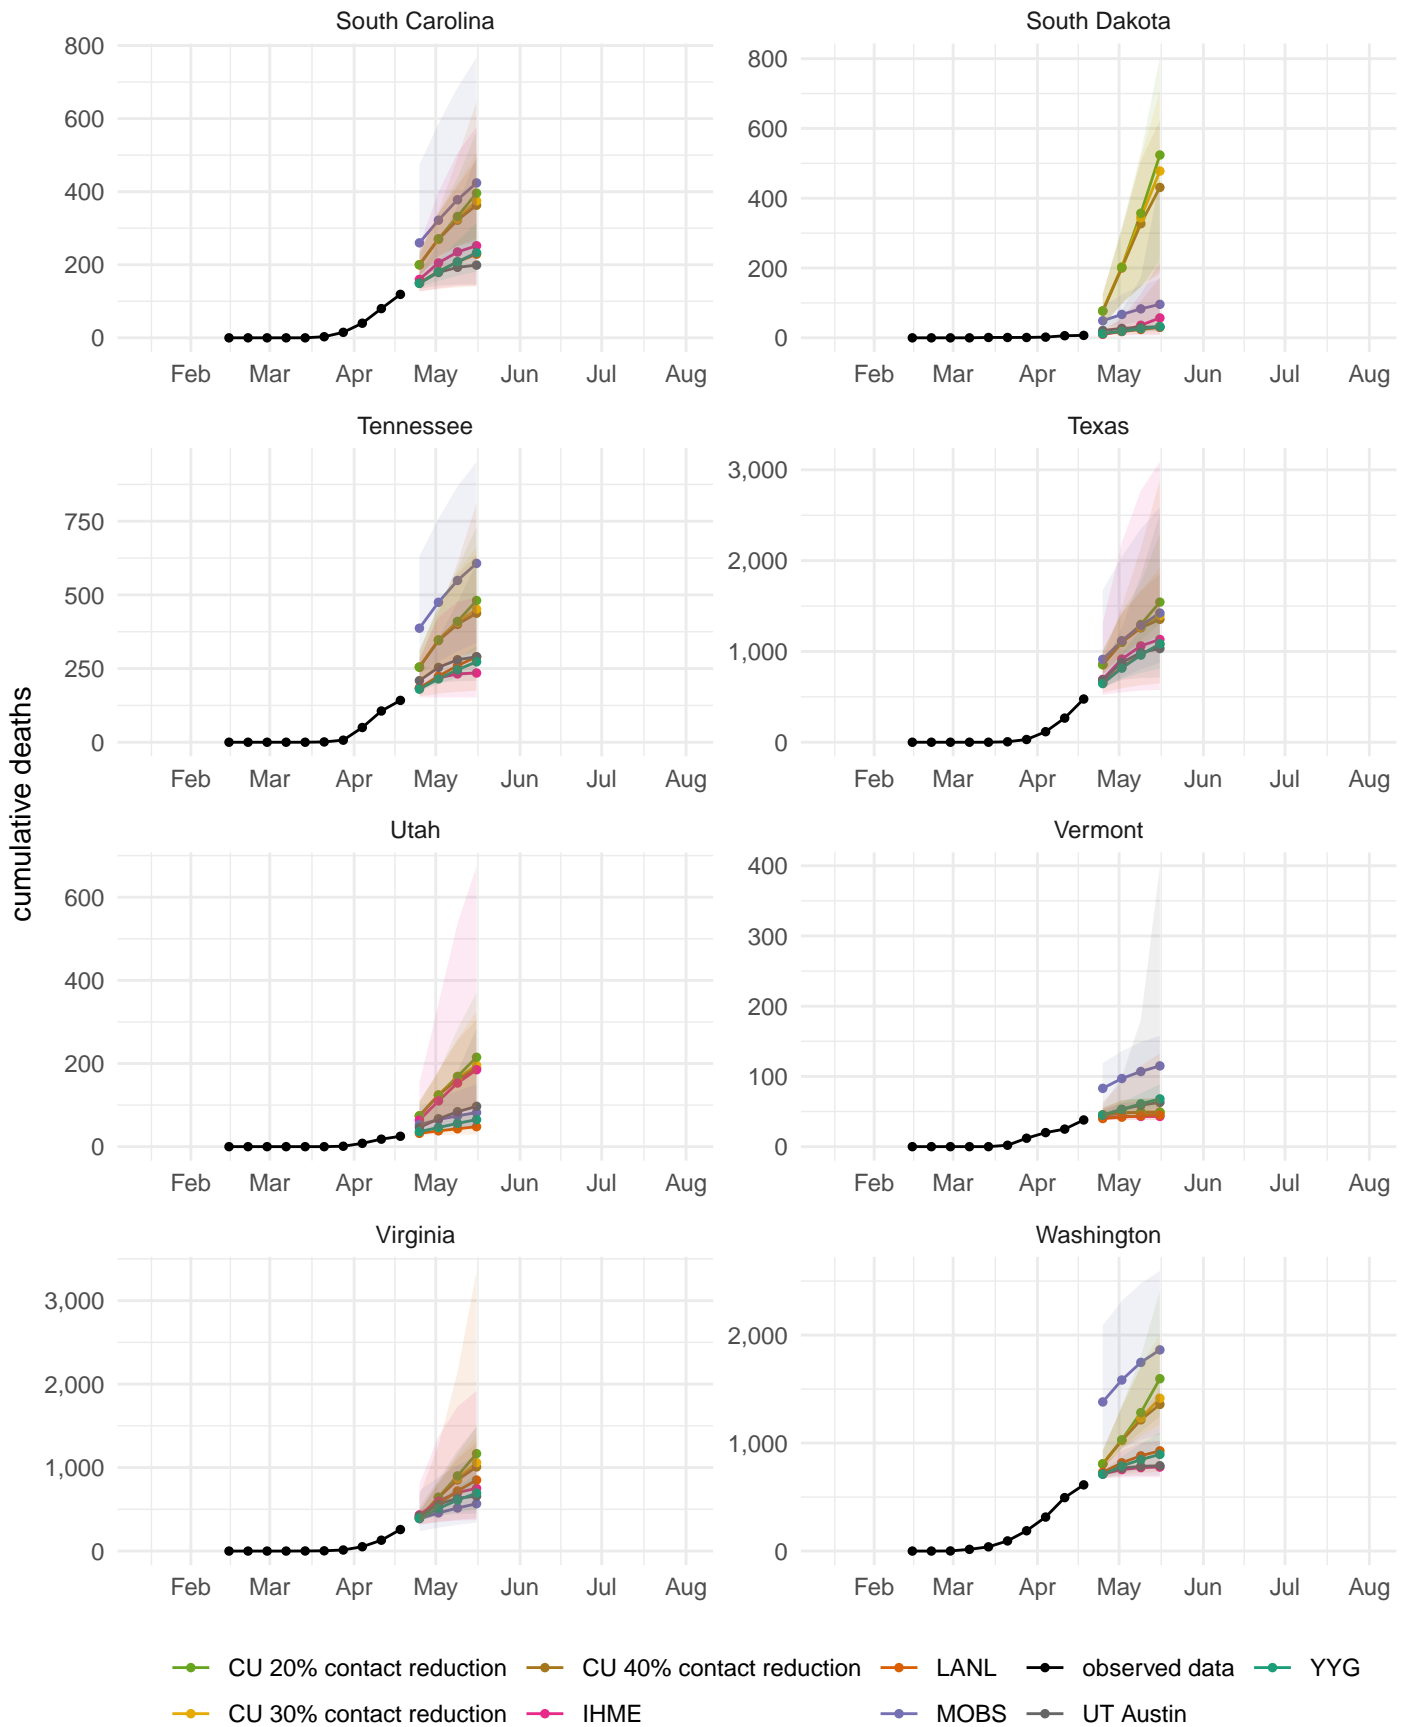 South Carolina
South Dakota
800
600
400
200
0
800
600
400
200
0
Feb Mar Apr May Jun Jul Aug
Feb Mar Apr May Jun Jul Aug
Tennessee
Texas
750
500
250
0
3,000
2,000
1,000
0
Feb Mar Apr May Jun Jul Aug
Feb Mar Apr May Jun Jul Aug
cumulative deaths
Utah
Vermont
600
400
200
0
400
300
200
100
0
Feb Mar Apr May Jun Jul Aug
Feb Mar Apr May Jun Jul Aug
Virginia
Washington
3,000
2,000
1,000
0
2,000
1,000
0
Feb Mar Apr May Jun Jul Aug
Feb Mar Apr May Jun Jul Aug
CU 20% contact reduction CU 40% contact reduction LANL observed data YYG
CU 30% contact reduction IHME MOBS UT Austin